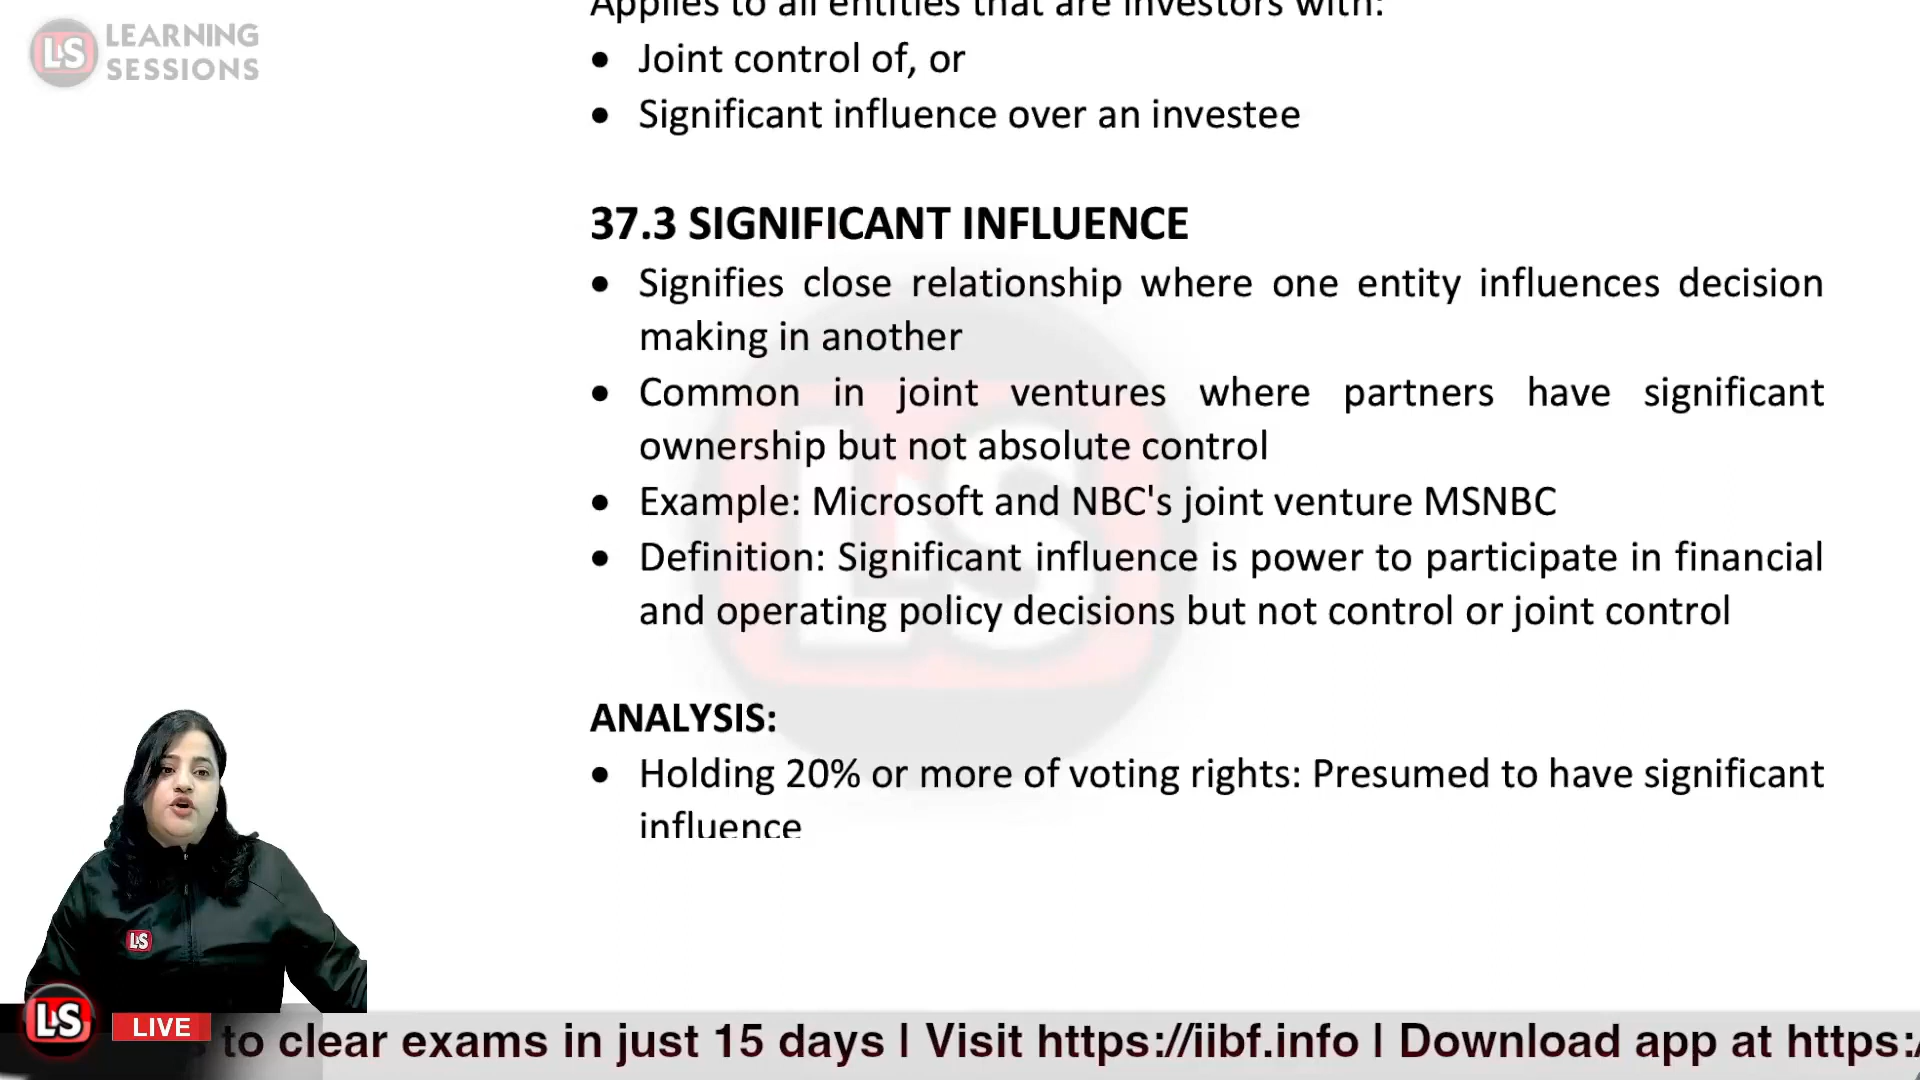 LS LEARNING
SESSIONS
Applies to all entities that are investors with:
• Joint control of, or
• Significant influence over an investee
37.3 SIGNIFICANT INFLUENCE
• Signifies close relationship where one entity influences decision
making in another
• Common in joint ventures where partners have significant
ownership but not absolute control
• Example: Microsoft and NBC's joint venture MSNBC
• Definition: Significant influence is power to participate in financial
and operating policy decisions but not control or joint control
ANALYSIS:
• Holding 20% or more of voting rights: Presumed to have significant
influence
LS
LS
LS LIVE to clear exams in just 15 days | Visit https://iibf.info | Download app at https:/